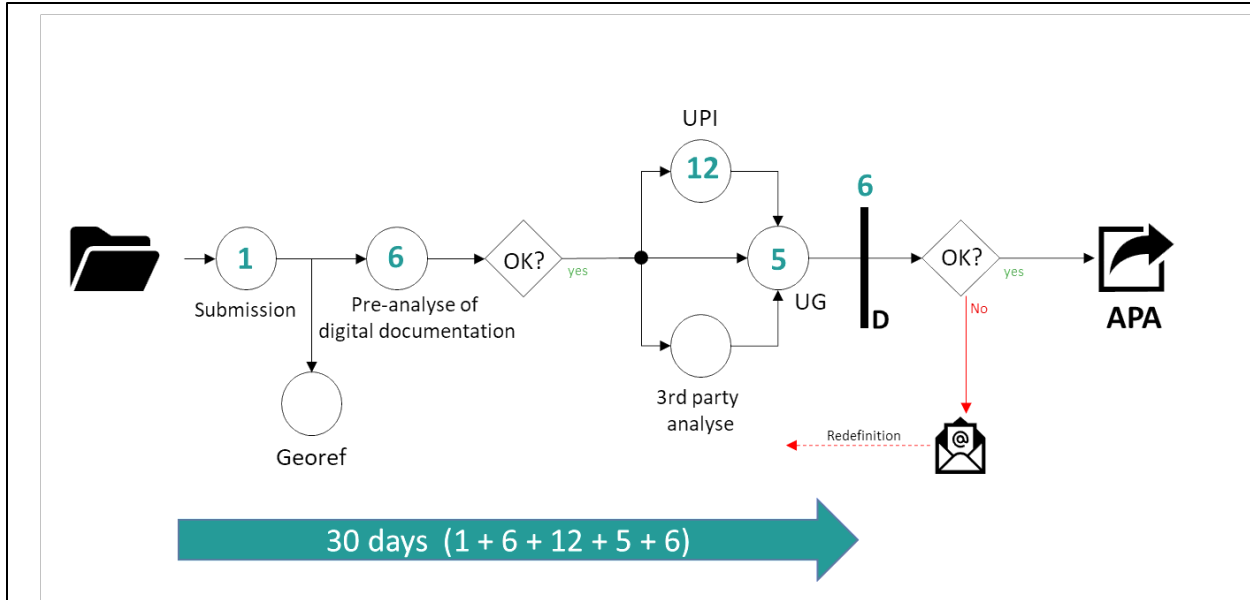 UPI
12
6
1
6
OK?
yes
5
OK?
yes
Submission
Pre-analyse of
digital documentation
UG
D
No
APA
3rd party
analyse
Georef
@
Redefinition
30 days (1 + 6 + 12 + 5 + 6)